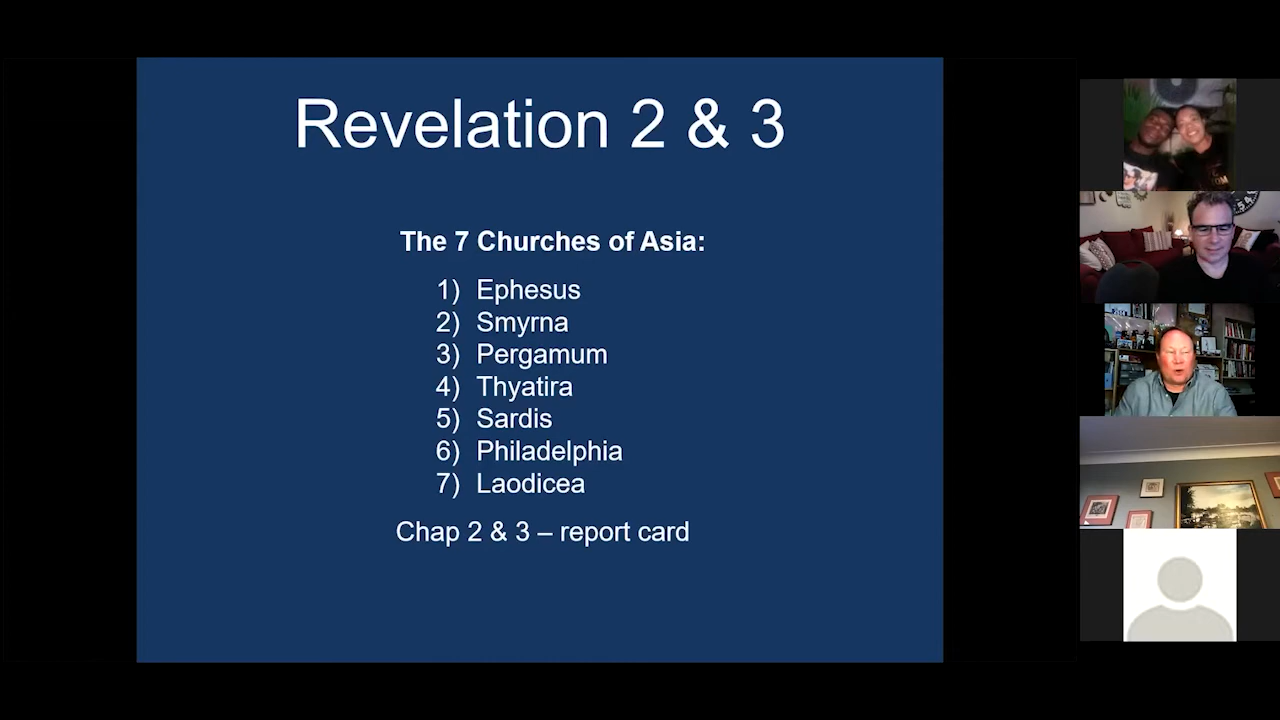 Revelation 2 & 3
The 7 Churches of Asia:
1) Ephesus
2) Smyrna
3) Pergamum
4) Thyatira
5) Sardis
6) Philadelphia
7) Laodicea
Chap 2 & 3 – report card